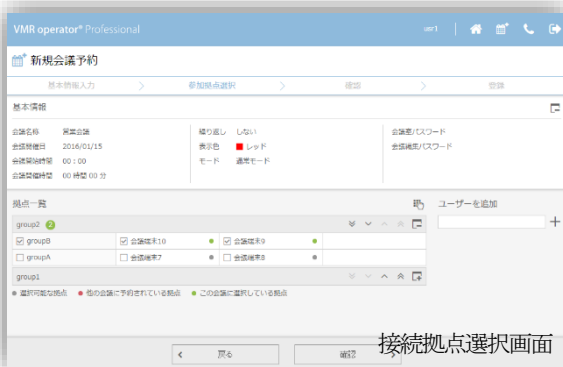 VMR operator® Professional
user1
新規会議予約
基本情報入力 > 参加拠点選択 > 確認 > 登録
基本情報
会議名称 営業会議 繰り返し しない 会議室パスワード
会議開催日 2016/01/15 表示色 レッド 会議編集パスワード
会議開始時間 00：00 モード 通常モード
会議開催時間 00 時間 00 分
拠点一覧 ユーザーを追加
group2 2
groupB 会議端末10 会議端末9
groupA 会議端末7 会議端末8
group1
選択可能な拠点 他の会議に予約されている拠点 この会議に選択している拠点
< 戻る 確認 >
接続拠点選択画面